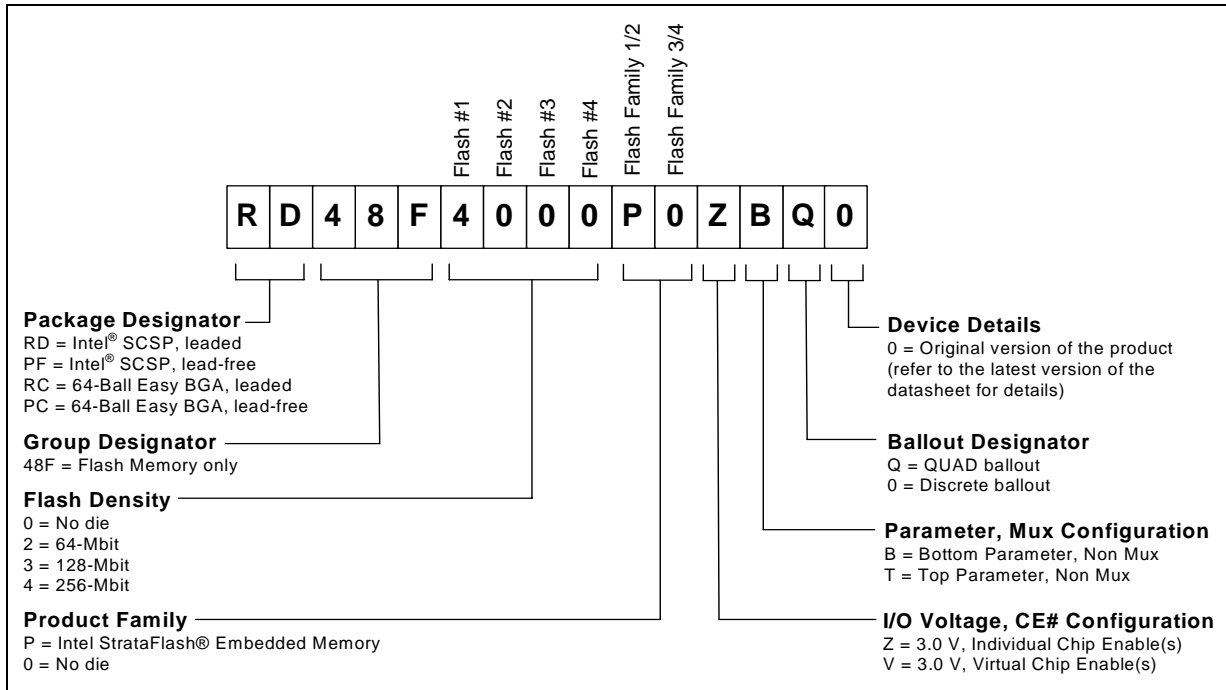 Flash #1
Flash #2
Flash #3
Flash #4
Flash Family 1/2
Flash Family 3/4
R D 4 8 F 4 0 0 0 P 0 Z B Q 0
Package Designator
RD = Intel® SCSP, leaded
PF = Intel® SCSP, lead-free
RC = 64-Ball Easy BGA, leaded
PC = 64-Ball Easy BGA, lead-free
Group Designator
48F = Flash Memory only
Flash Density
0 = No die
2 = 64-Mbit
3 = 128-Mbit
4 = 256-Mbit
Product Family
P = Intel StrataFlash® Embedded Memory
0 = No die
Device Details
0 = Original version of the product
(refer to the latest version of the
datasheet for details)
Ballout Designator
Q = QUAD ballout
0 = Discrete ballout
Parameter, Mux Configuration
B = Bottom Parameter, Non Mux
T = Top Parameter, Non Mux
I/O Voltage, CE# Configuration
Z = 3.0 V, Individual Chip Enable(s)
V = 3.0 V, Virtual Chip Enable(s)